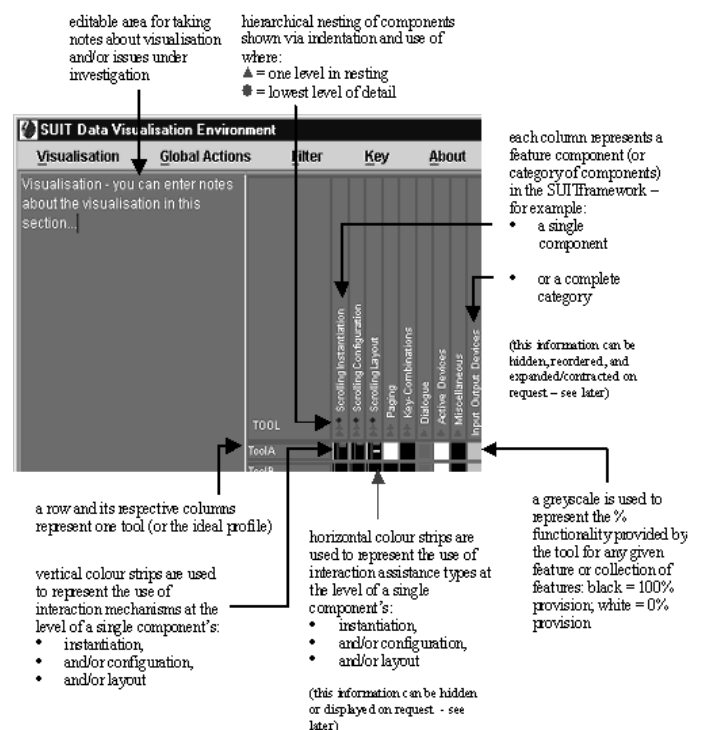 editable area for taking
notes about visualisation
and/or issues under
investigation
hierarchical nesting of components
shown via indentation and use of
where:
▲ = one level in nesting
● = lowest level of detail
SUIT Data Visualisation Environment
Visualisation Global Actions Filter Key About
Visualisation - you can enter notes
about the visualisation in this
section...
Scrolling Instantiation
Scrolling Configuration
Scrolling Layout
Paging
Key-Combinations
Dialogue
Active Devices
Miscellaneous
Input Output Devices
TOOL
ToolA
ToolB
each column represents a
feature component (or
category of components)
in the SUIT framework –
for example:
• a single
component
• or a complete
category
(this information can be
hidden, reordered, and
expanded/contracted on
request – see later)
a row and its respective columns
represent one tool (or the ideal profile)
vertical colour strips are used
to represent the use of
interaction mechanisms at the
level of a single component's:
• instantiation,
• and/or configuration,
• and/or layout
horizontal colour strips are
used to represent the use of
interaction assistance types at
the level of a single
component's:
• instantiation,
• and/or configuration,
• and/or layout
(this information can be hidden
or displayed on request - see
later)
a greyscale is used to
represent the %
functionality provided by
the tool for any given
feature or collection of
features: black = 100%
provision; white = 0%
provision